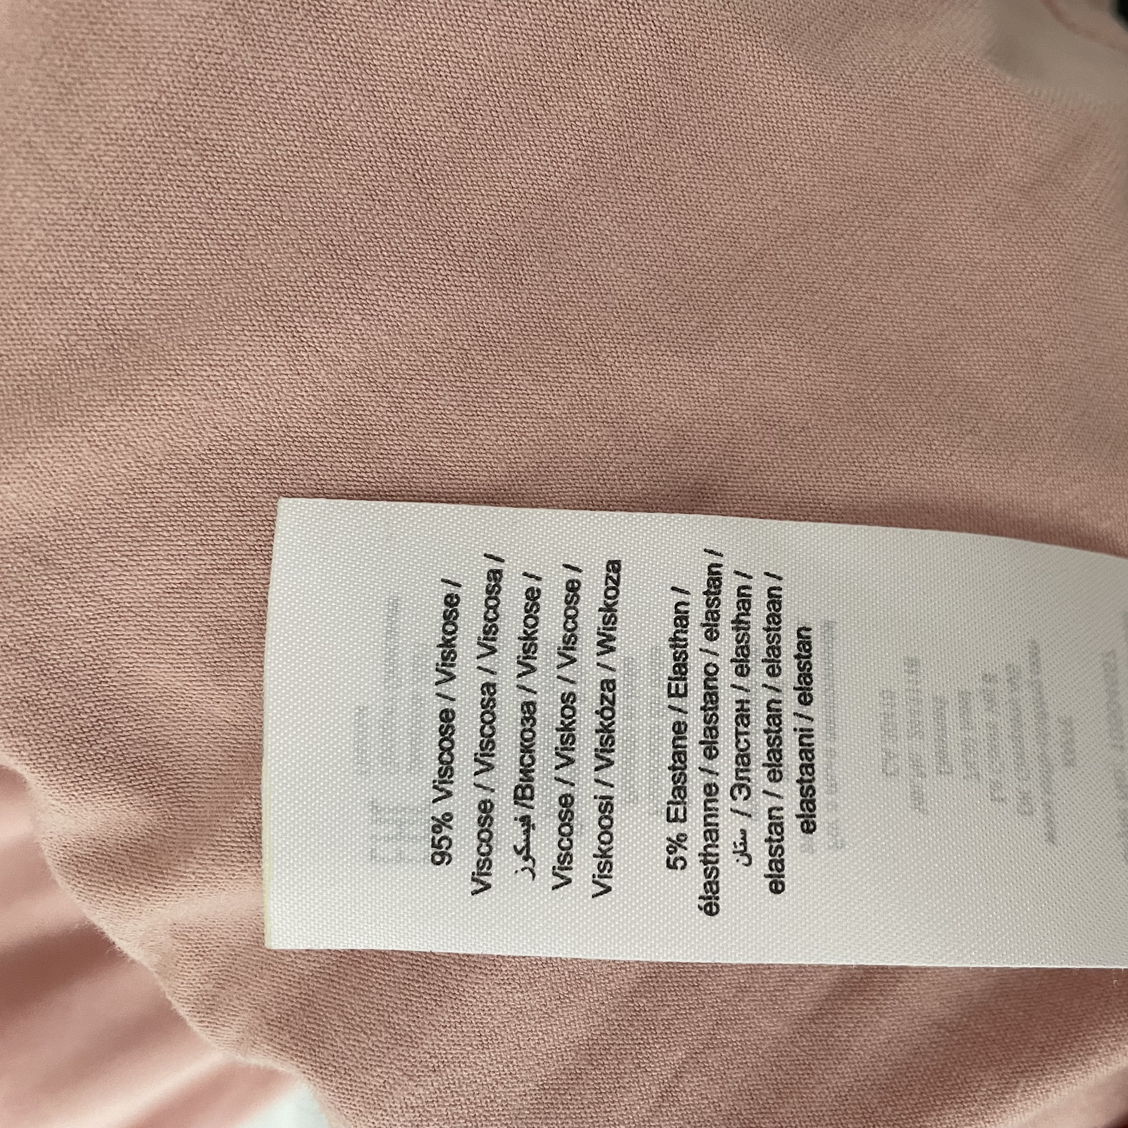 95% Viscose / Viskose /
Viscose / Viscosa / Viscosa /
فيسكوز /Вискоза / Viskose /
Viscose / Viskos / Viscose /
Viskoosi / Viskóza / Wiskoza
5% Elastane / Elasthan /
élasthanne / elastano / elastan /
ستان / Эластан / elasthan /
elastan / elastan / elastaan /
elastaani / elastan